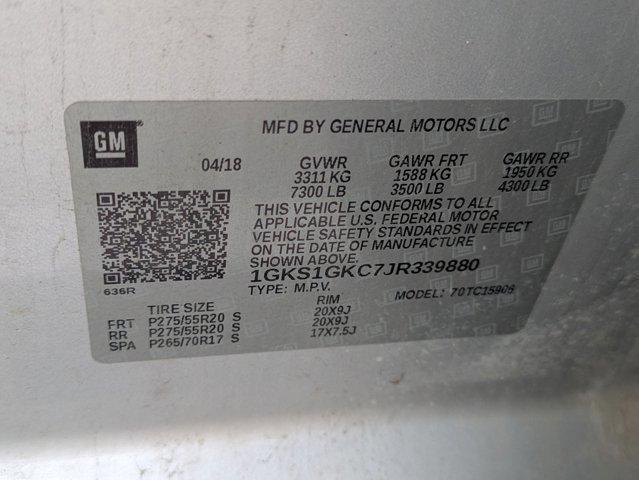 GM
MFD BY GENERAL MOTORS LLC
04/18 GVWR GAWR FRT GAWR RR
3311 KG 1588 KG 1950 KG
7300 LB 3500 LB 4300 LB
THIS VEHICLE CONFORMS TO ALL
APPLICABLE U.S. FEDERAL MOTOR
VEHICLE SAFETY STANDARDS IN EFFECT
ON THE DATE OF MANUFACTURE
SHOWN ABOVE.
1GKS1GKC7JR339880
636R
TYPE: M.P.V. MODEL: 70TC15906
TIRE SIZE RIM
FRT P275/55R20 S 20X9J
RR P275/55R20 S 20X9J
SPA P265/70R17 S 17X7.5J